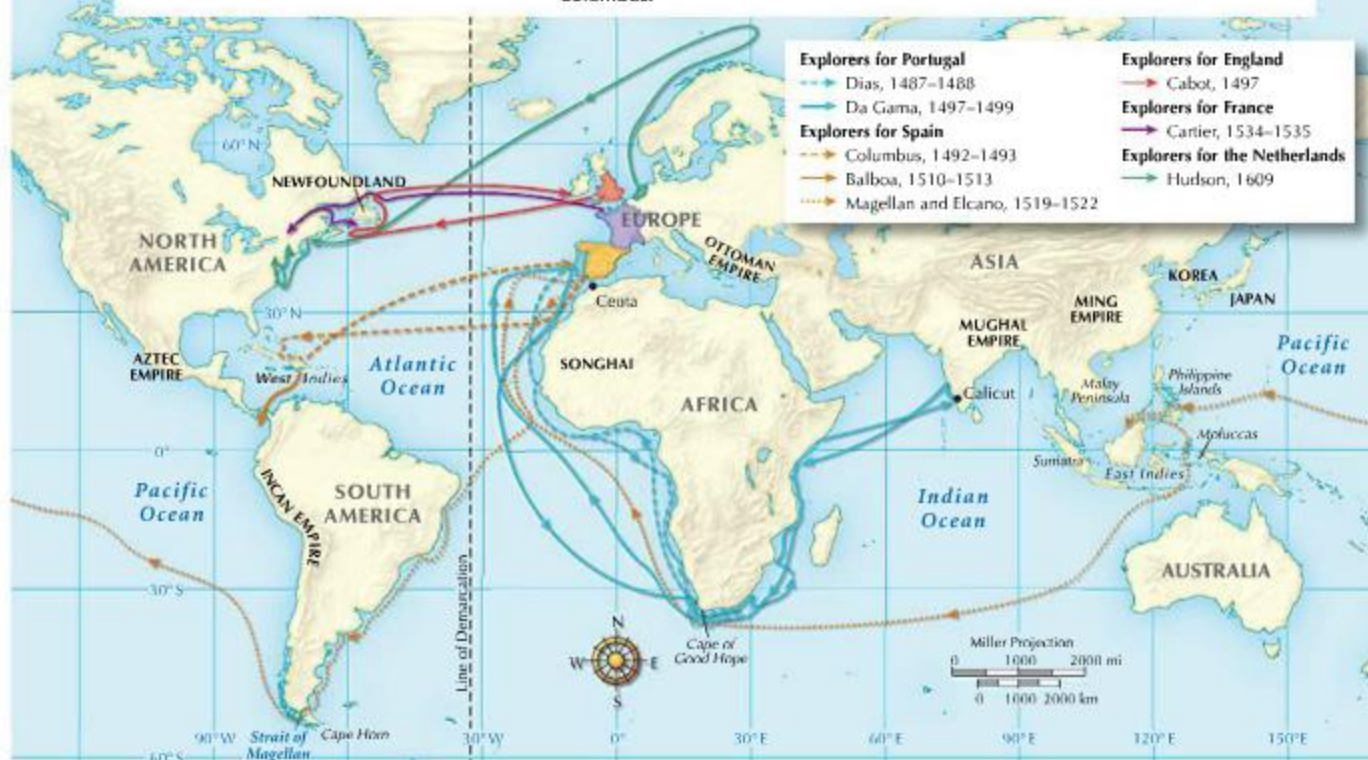 Explorers for Portugal
Dias, 1487–1488
Da Gama, 1497–1499
Explorers for Spain
Columbus, 1492–1493
Balboa, 1510–1513
Magellan and Elcano, 1519–1522
Explorers for England
Cabot, 1497
Explorers for France
Cartier, 1534–1535
Explorers for the Netherlands
Hudson, 1609
60°N
NEWFOUNDLAND
NORTH
AMERICA
EUROPE
OTTOMAN
EMPIRE
ASIA
KOREA
JAPAN
MING
EMPIRE
MUGHAL
EMPIRE
Ceuta
30°N
AZTEC
EMPIRE
West Indies
Atlantic
Ocean
SONGHAI
AFRICA
Calicut
Malay
Peninsula
Philippine
Islands
Pacific
Ocean
0°
Moluccas
Sumatra
East Indies
Pacific
Ocean
INCAN EMPIRE
SOUTH
AMERICA
Indian
Ocean
AUSTRALIA
30°S
Line of Demarcation
N
W
E
S
Cape of
Good Hope
Miller Projection
0 1000 2000 mi
0 1000 2000 km
Strait of
Magellan
Cape Horn
90°W
30°W
0°
30°E
60°E
90°E
120°E
150°E
60°S